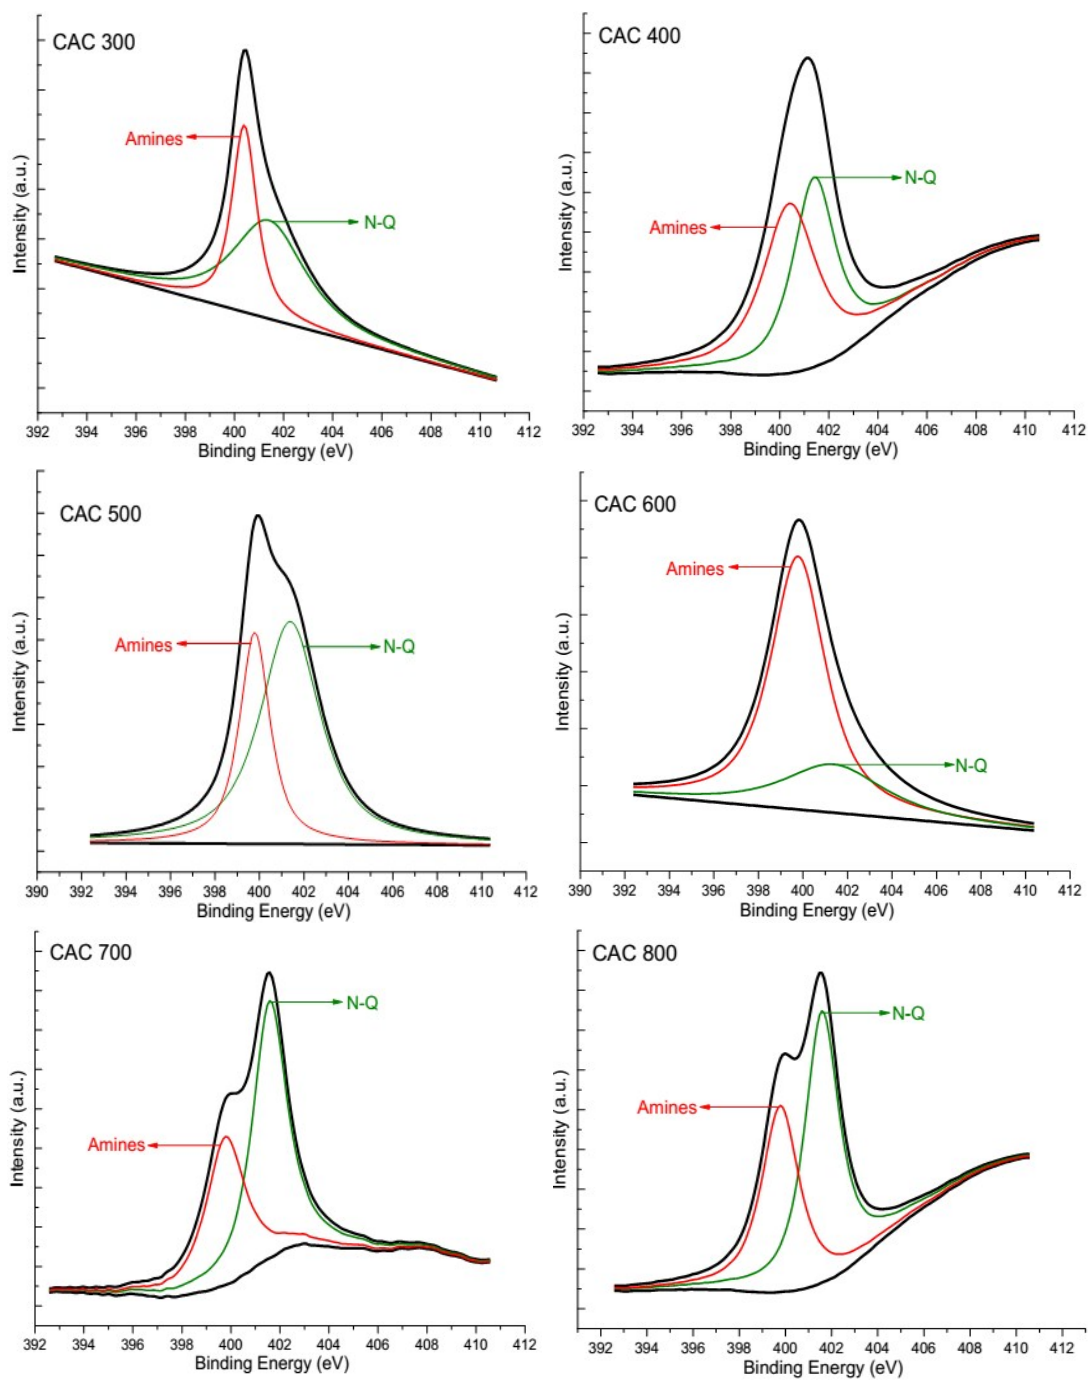 CAC 300
Amines
N-Q
Intensity (a.u.)
392 394 396 398 400 402 404 406 408 410 412
Binding Energy (eV)
CAC 400
N-Q
Amines
Intensity (a.u.)
392 394 396 398 400 402 404 406 408 410 412
Binding Energy (eV)
CAC 500
Amines
N-Q
Intensity (a.u.)
390 392 394 396 398 400 402 404 406 408 410 412
Binding Energy (eV)
CAC 600
Amines
N-Q
Intensity (a.u.)
390 392 394 396 398 400 402 404 406 408 410 412
Binding Energy (eV)
CAC 700
N-Q
Amines
Intensity (a.u.)
392 394 396 398 400 402 404 406 408 410 412
Binding Energy (eV)
CAC 800
N-Q
Amines
Intensity (a.u.)
392 394 396 398 400 402 404 406 408 410 412
Binding Energy (eV)